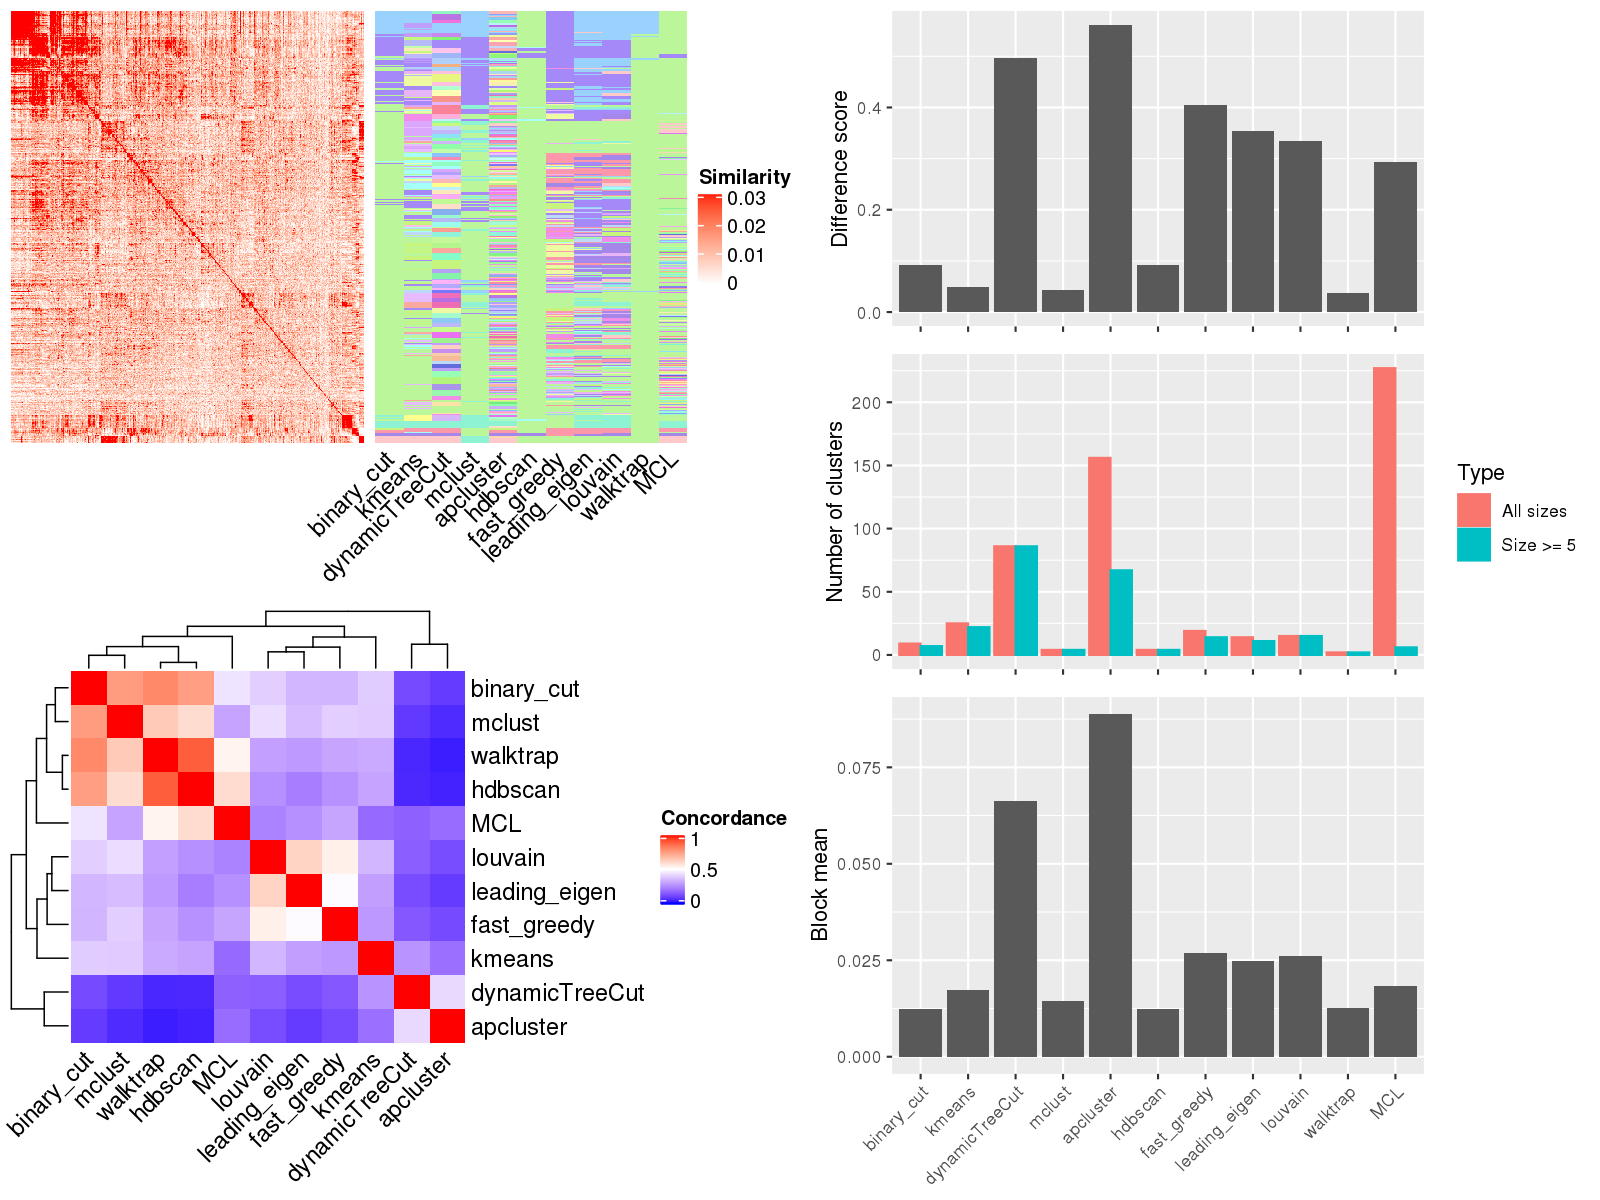 Similarity
0.03
0.02
0.01
0
binary_cut
kmeans
dynamicTreeCut
mclust
apcluster
hdbscan
fast_greedy
leading_eigen
louvain
walktrap
MCL
binary_cut
mclust
walktrap
hdbscan
MCL
louvain
leading_eigen
fast_greedy
kmeans
dynamicTreeCut
apcluster
binary_cut
mclust
walktrap
hdbscan
MCL
louvain
leading_eigen
fast_greedy
kmeans
dynamicTreeCut
apcluster
Concordance
1
0.5
0
Difference score
0.4
0.2
0.0
Number of clusters
200
150
100
50
0
Type
All sizes
Size >= 5
Block mean
0.075
0.050
0.025
0.000
binary_cut
kmeans
dynamicTreeCut
mclust
apcluster
hdbscan
fast_greedy
leading_eigen
louvain
walktrap
MCL